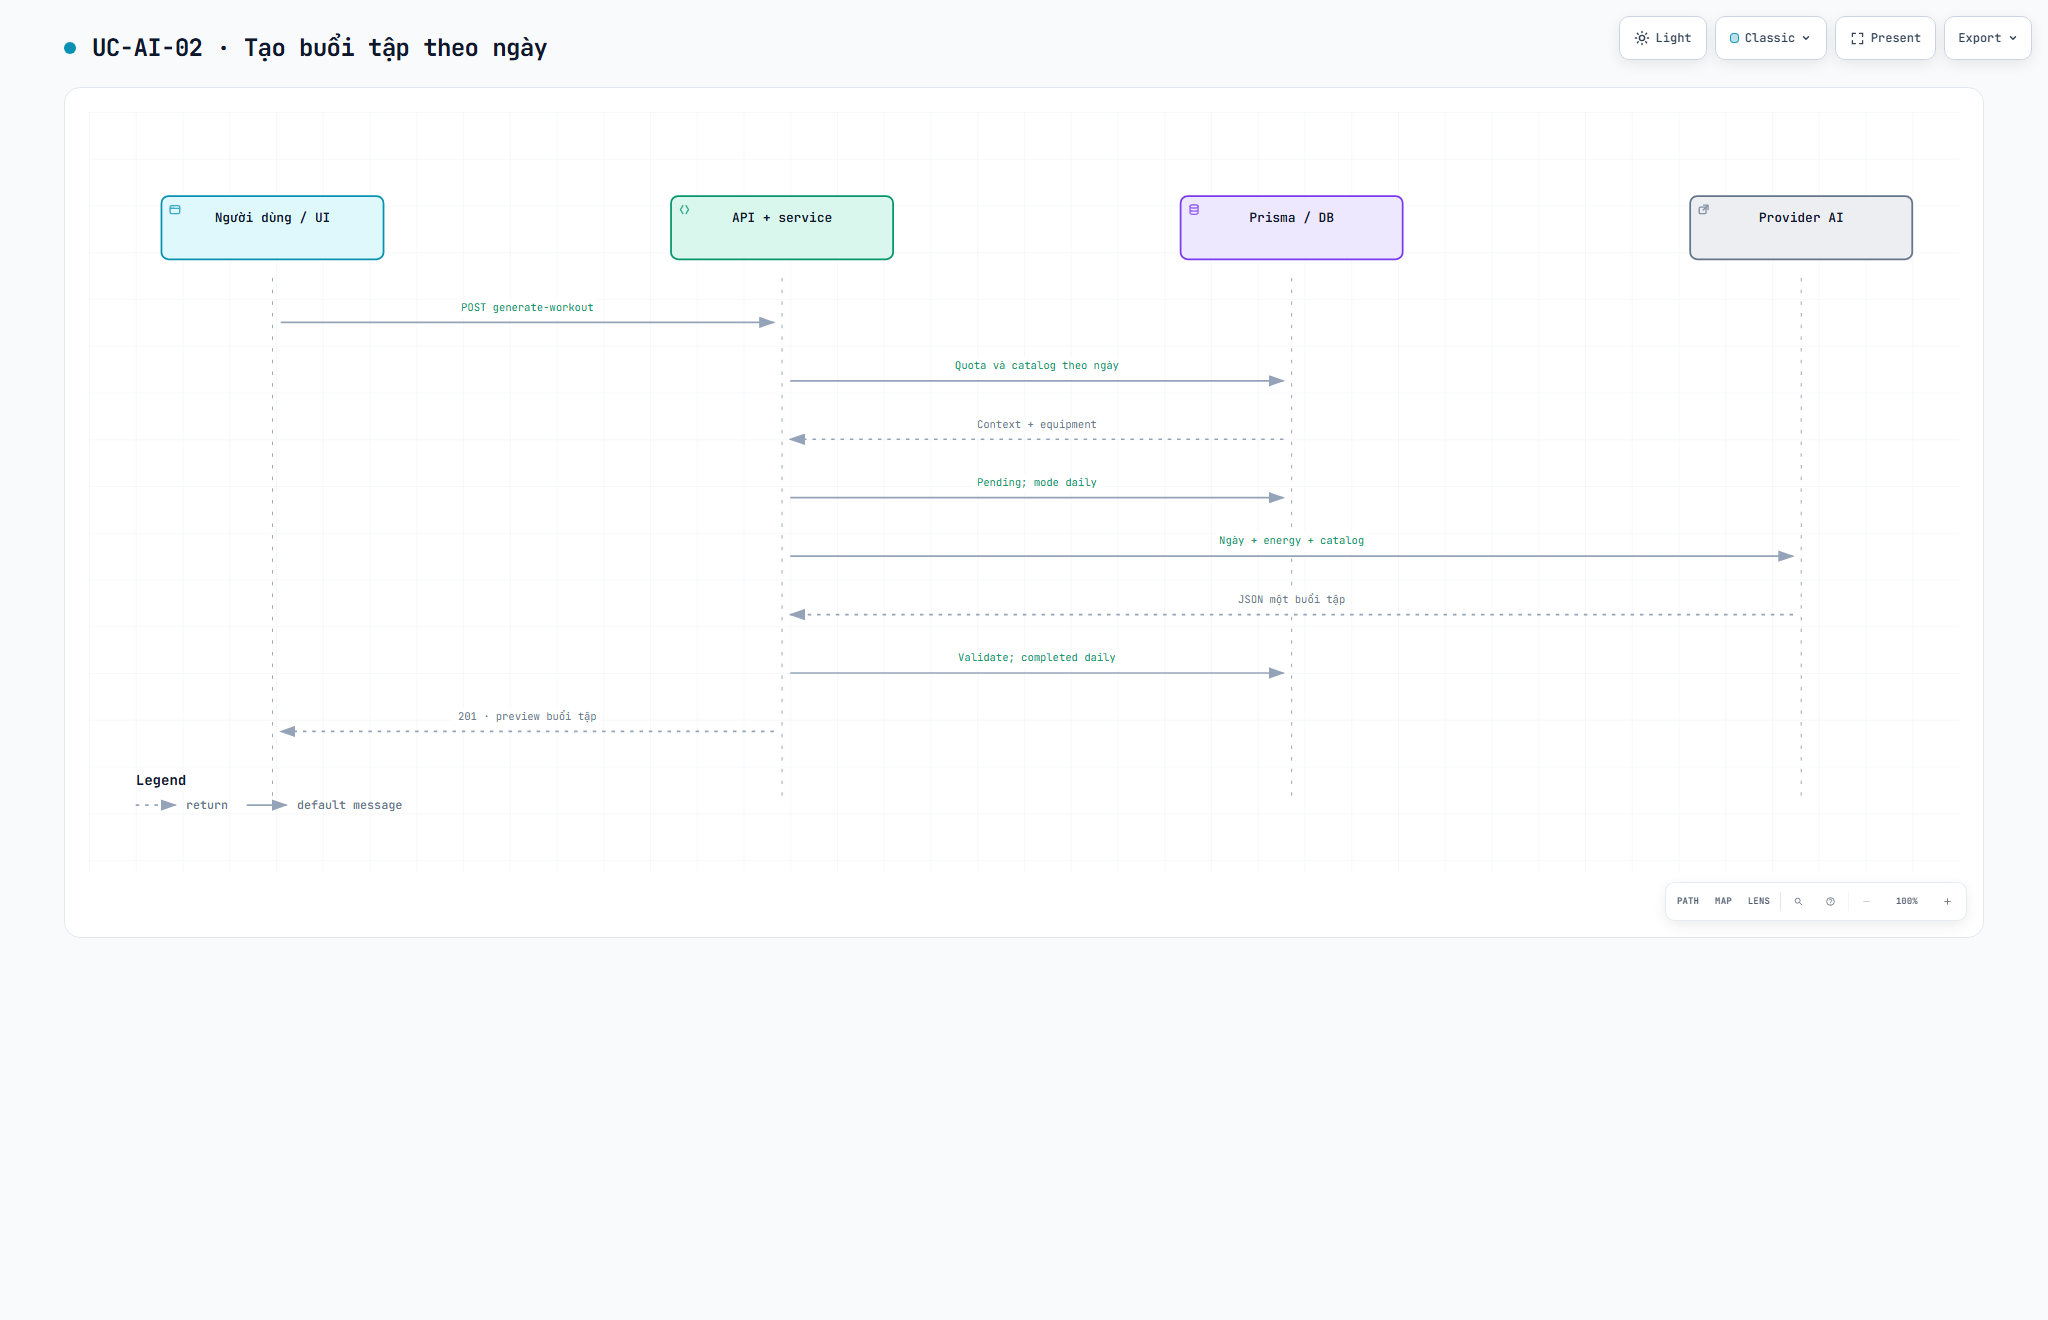 UC-AI-02 · Tạo buổi tập theo ngày
Light
Classic
Present
Export
Người dùng / UI
API + service
Prisma / DB
Provider AI
POST generate-workout
Quota và catalog theo ngày
Context + equipment
Pending; mode daily
Ngày + energy + catalog
JSON một buổi tập
Validate; completed daily
201 · preview buổi tập
Legend
return
default message
PATH
MAP
LENS
100%